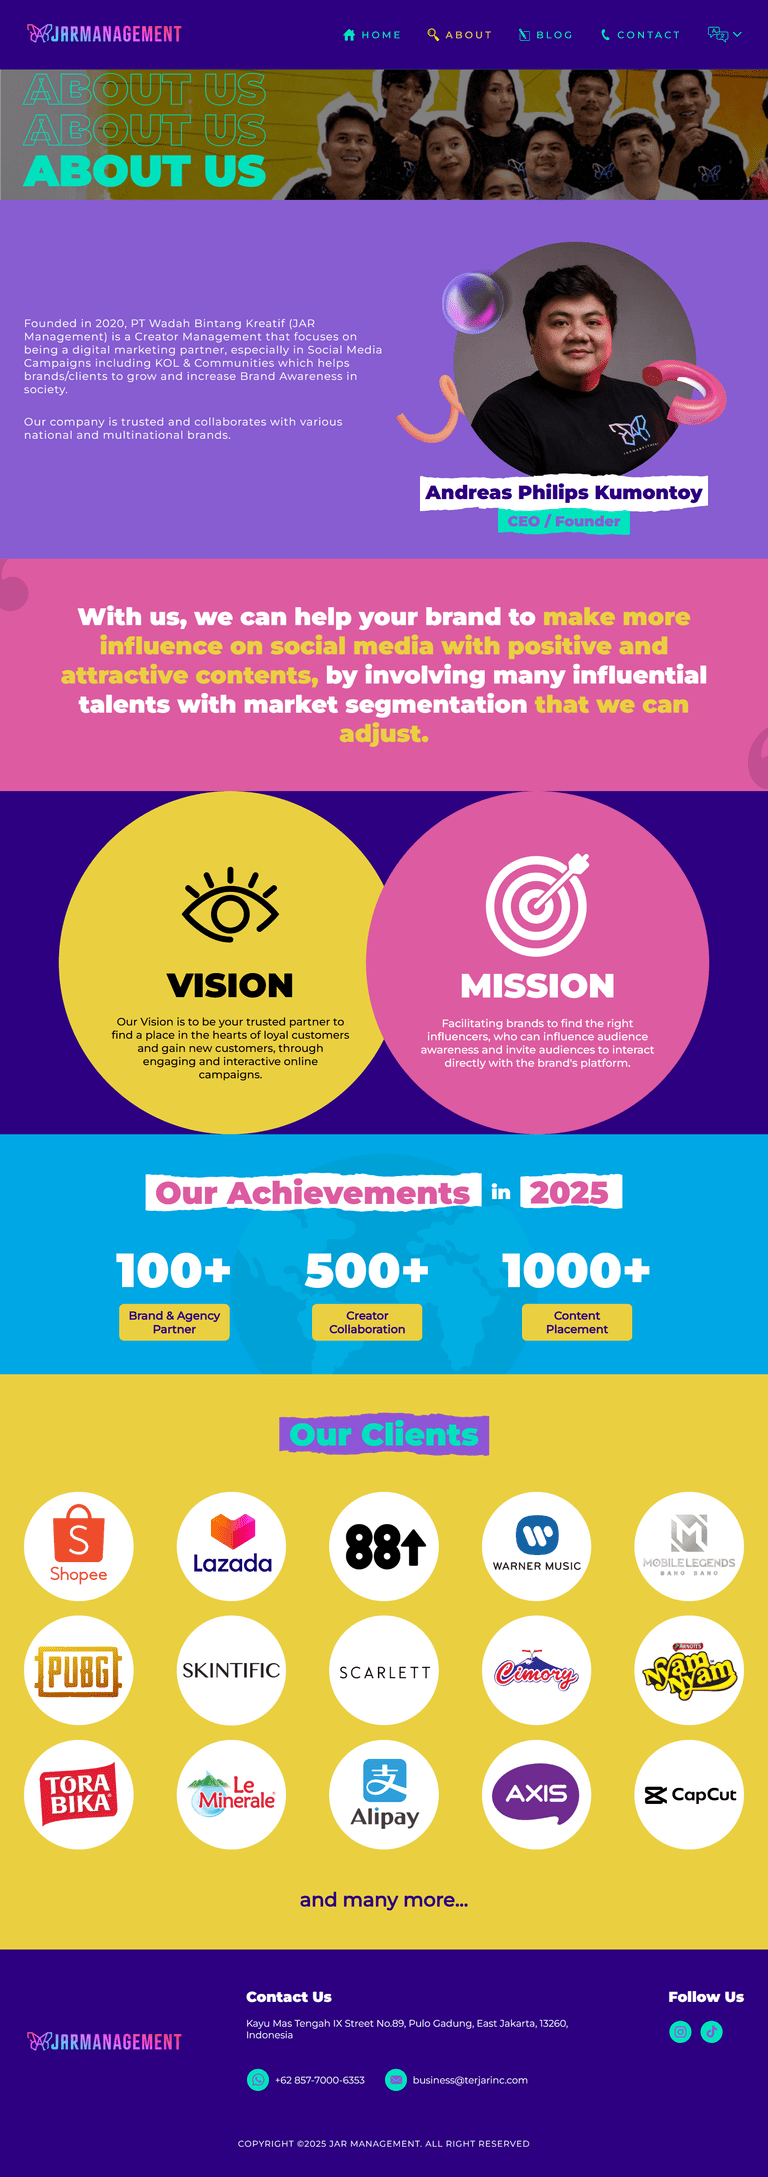 JARMANAGEMENT
HOME
ABOUT
BLOG
CONTACT
ABOUT US
ABOUT US
ABOUT US
Founded in 2020, PT Wadah Bintang Kreatif (JAR
Management) is a Creator Management that focuses on
being a digital marketing partner, especially in Social Media
Campaigns including KOL & Communities which helps
brands/clients to grow and increase Brand Awareness in
society.
Our company is trusted and collaborates with various
national and multinational brands.
JARMANAGEMENT
Andreas Philips Kumontoy
CEO / Founder
With us, we can help your brand to make more
influence on social media with positive and
attractive contents, by involving many influential
talents with market segmentation that we can
adjust.
VISION
Our Vision is to be your trusted partner to
find a place in the hearts of loyal customers
and gain new customers, through
engaging and interactive online
campaigns.
MISSION
Facilitating brands to find the right
influencers, who can influence audience
awareness and invite audiences to interact
directly with the brand's platform.
Our Achievements in 2025
100+
500+
1000+
Brand & Agency
Partner
Creator
Collaboration
Content
Placement
Our Clients
S
Shopee
Lazada
88↑
WARNER MUSIC
MOBILE LEGENDS
BANG BANG
PUBG
SKINTIFIC
SCARLETT
Cimory
Nyam
Nyam
TORA
BIKA®
Le
Minerale®
支
Alipay
AXIS
CapCut
and many more...
JARMANAGEMENT
Contact Us
Kayu Mas Tengah IX Street No.89, Pulo Gadung, East Jakarta, 13260,
Indonesia
+62 857-7000-6353
business@terjarinc.com
Follow Us
COPYRIGHT ©2025 JAR MANAGEMENT. ALL RIGHT RESERVED